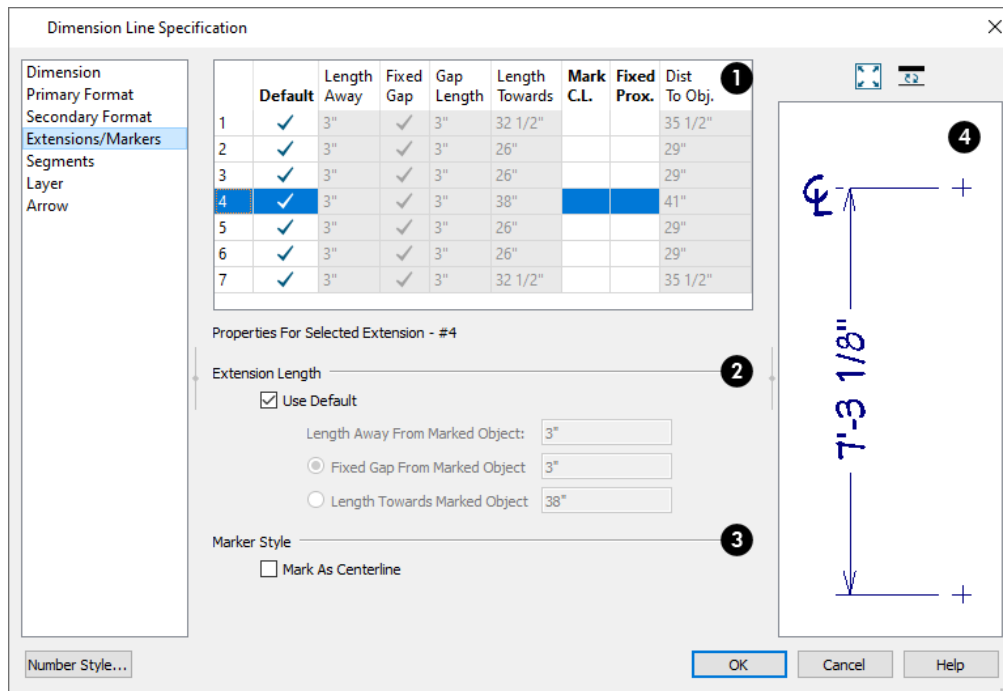 Dimension Line Specification
Dimension
Primary Format
Secondary Format
Extensions/Markers
Segments
Layer
Arrow
Default Length Away Fixed Gap Gap Length Length Towards Mark C.L. Fixed Prox. Dist To Obj. 1
1 3" 3" 32 1/2" 35 1/2"
2 3" 3" 26" 29"
3 3" 3" 26" 29"
4 3" 3" 38" 41"
5 3" 3" 26" 29"
6 3" 3" 26" 29"
7 3" 3" 32 1/2" 35 1/2"
Properties For Selected Extension - #4
Extension Length 2
Use Default
Length Away From Marked Object: 3"
Fixed Gap From Marked Object 3"
Length Towards Marked Object 38"
Marker Style 3
Mark As Centerline
4
℄
7'-3 1/8"
Number Style...
OK
Cancel
Help